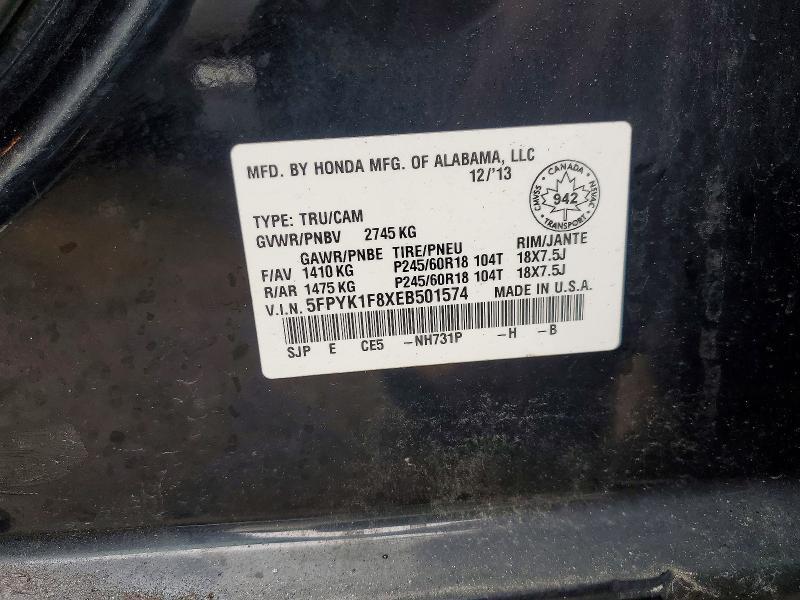 MFD. BY HONDA MFG. OF ALABAMA, LLC
12/'13
CANADA
CMVSS 942 NSVAC
TRANSPORT
TYPE: TRU/CAM
GVWR/PNBV 2745 KG
GAWR/PNBE TIRE/PNEU RIM/JANTE
F/AV 1410 KG P245/60R18 104T 18X7.5J
R/AR 1475 KG P245/60R18 104T 18X7.5J
V.I.N. 5FPYK1F8XEB501574 MADE IN U.S.A.
SJP E CE5 -NH731P -H -B